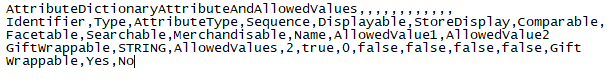 AttributeDictionaryAttributeAndAllowedValues,,,,,,,,,,,,
Identifier,Type,AttributeType,Sequence,Displayable,StoreDisplay,Comparable,
Facetable,Searchable,Merchandisable,Name,AllowedValue1,AllowedValue2
GiftWrappable,STRING,AllowedValues,2,true,0,false,false,false,false,Gift
Wrappable,Yes,No